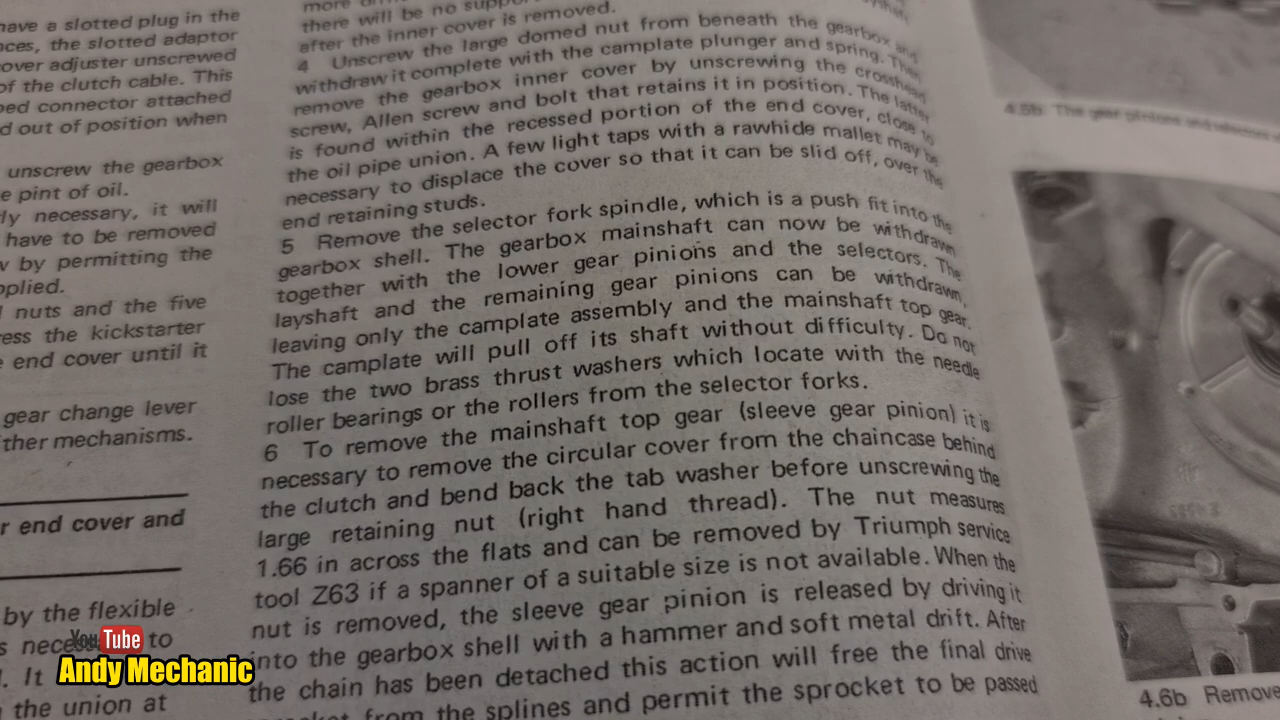 have a slotted plug in the
the slotted adaptor
over adjuster unscrewed
of the clutch cable. This
connector attached
out of position when
unscrew the gearbox
pint of oil.
necessary, it will
have to be removed
by permitting the
nuts and the five
the kickstarter
end cover until it
gear change lever
mechanisms.
end cover and
by the flexible
to
. It
the union at
more
there will be no
after the inner cover is removed.
4 Unscrew the large domed nut from beneath the gearbox and
withdraw it complete with the camplate plunger and spring. Then
remove the gearbox inner cover by unscrewing the crosshead
screw, Allen screw and bolt that retains it in position. The latter
is found within the recessed portion of the end cover, close to
the oil pipe union. A few light taps with a rawhide mallet may be
necessary to displace the cover so that it can be slid off, over the
end retaining studs.
5 Remove the selector fork spindle, which is a push fit into the
gearbox shell. The gearbox mainshaft can now be withdrawn
together with the lower gear pinions and the selectors. The
layshaft and the remaining gear pinions can be withdrawn,
leaving only the camplate assembly and the mainshaft top gear.
The camplate will pull off its shaft without difficulty. Do not
lose the two brass thrust washers which locate with the needle
roller bearings or the rollers from the selector forks.
6 To remove the mainshaft top gear (sleeve gear pinion) it is
necessary to remove the circular cover from the chaincase behind
the clutch and bend back the tab washer before unscrewing the
large retaining nut (right hand thread). The nut measures
1.66 in across the flats and can be removed by Triumph service
tool Z63 if a spanner of a suitable size is not available. When the
nut is removed, the sleeve gear pinion is released by driving it
into the gearbox shell with a hammer and soft metal drift. After
the chain has been detached this action will free the final drive
from the splines and permit the sprocket to be passed
4.5b The gear pinions and
4.6b Remove
YouTube
Andy Mechanic